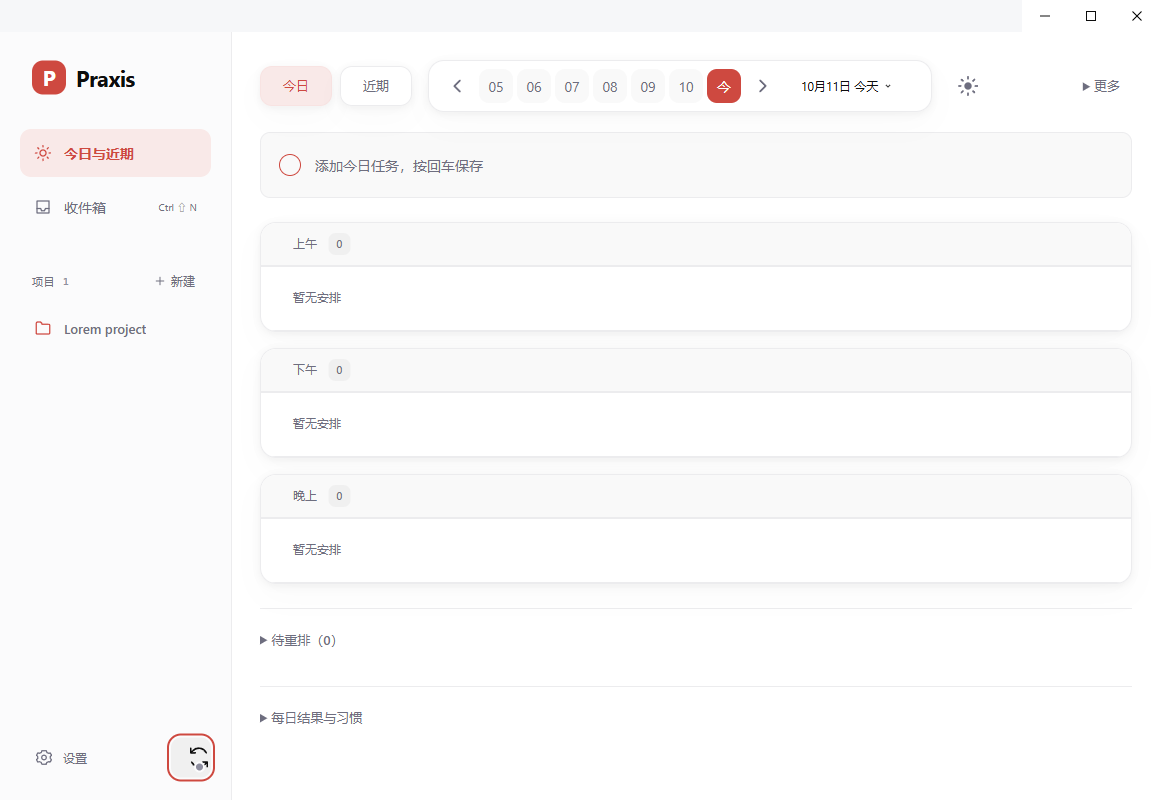 P Praxis
今日与近期
收件箱 Ctrl ⇧ N
项目 1 + 新建
Lorem project
设置
今日 近期 05 06 07 08 09 10 今 10月11日 今天 更多
添加今日任务，按回车保存
上午 0
暂无安排
下午 0
暂无安排
晚上 0
暂无安排
待重排（0）
每日结果与习惯